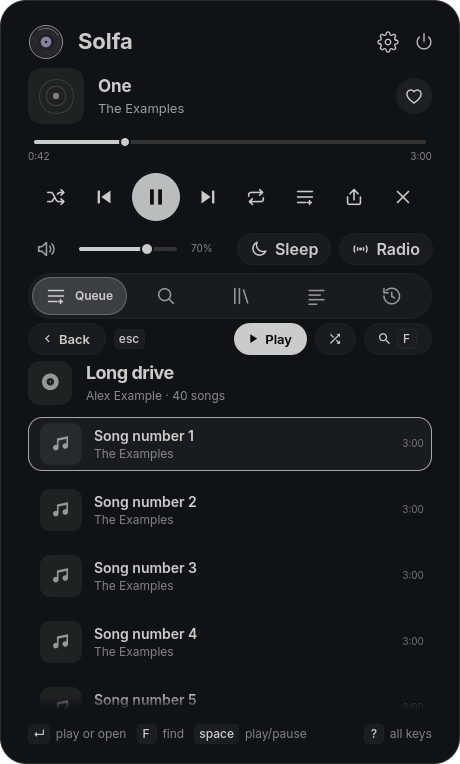 Solfa
One
The Examples
0:42 3:00
70% Sleep Radio
Queue
Back esc Play F
Long drive
Alex Example · 40 songs
Song number 1
The Examples
3:00
Song number 2
The Examples
3:00
Song number 3
The Examples
3:00
Song number 4
The Examples
3:00
Song number 5
3:00
play or open F find space play/pause ? all keys